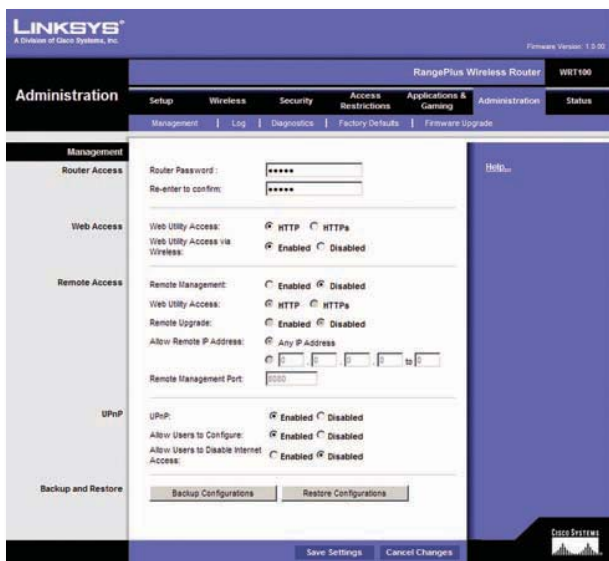 LINKSYS®
A Division of Cisco Systems, Inc.
Firmware Version: 1.0.00
RangePlus Wireless Router WRT100
Administration
Setup Wireless Security Access Restrictions Applications & Gaming Administration Status
Management | Log | Diagnostics | Factory Defaults | Firmware Upgrade
Management
Router Access
Router Password :
•••••
Re-enter to confirm:
•••••
Help...
Web Access
Web Utility Access: HTTP HTTPs
Web Utility Access via Wireless: Enabled Disabled
Remote Access
Remote Management: Enabled Disabled
Web Utility Access: HTTP HTTPs
Remote Upgrade: Enabled Disabled
Allow Remote IP Address: Any IP Address
0 . 0 . 0 . 0 to 0
Remote Management Port: 8080
UPnP
UPnP: Enabled Disabled
Allow Users to Configure: Enabled Disabled
Allow Users to Disable Internet Access: Enabled Disabled
Backup and Restore
Backup Configurations Restore Configurations
Save Settings Cancel Changes
CISCO SYSTEMS